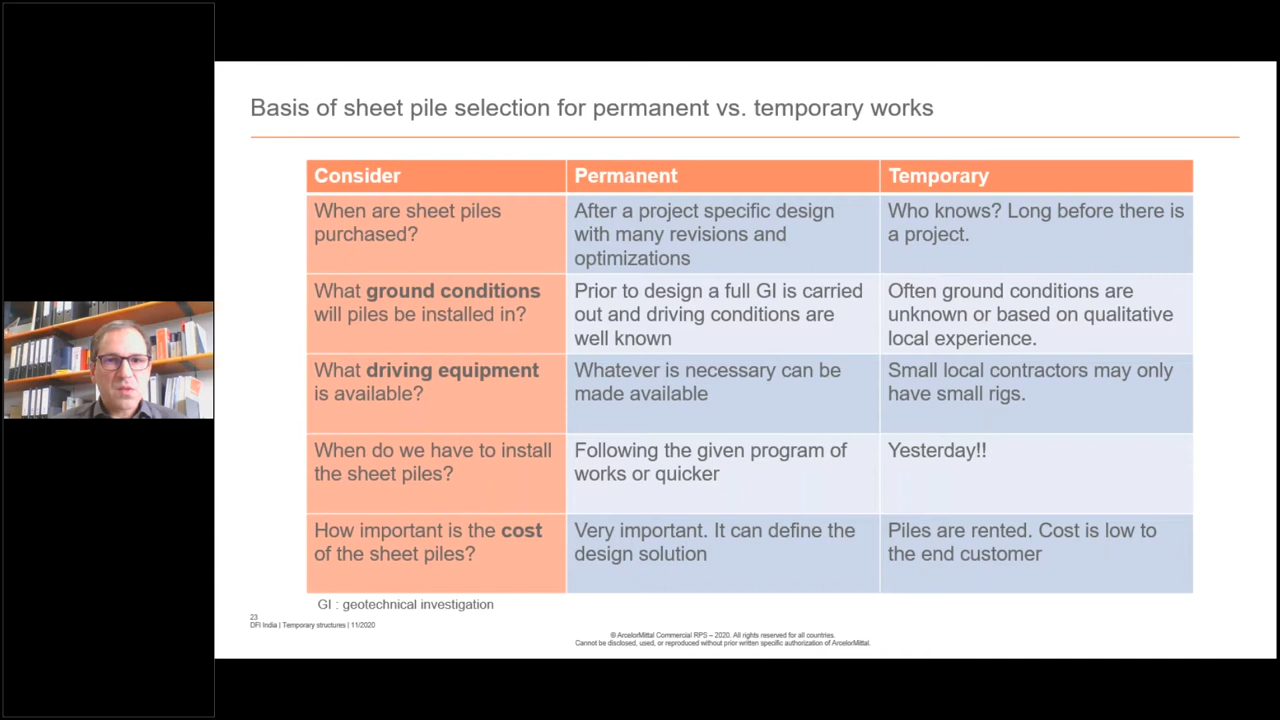 Basis of sheet pile selection for permanent vs. temporary works
Consider
Permanent
Temporary
When are sheet piles
purchased?
After a project specific design
with many revisions and
optimizations
Who knows? Long before there is
a project.
What ground conditions
will piles be installed in?
Prior to design a full GI is carried
out and driving conditions are
well known
Often ground conditions are
unknown or based on qualitative
local experience.
What driving equipment
is available?
Whatever is necessary can be
made available
Small local contractors may only
have small rigs.
When do we have to install
the sheet piles?
Following the given program of
works or quicker
Yesterday!!
How important is the cost
of the sheet piles?
Very important. It can define the
design solution
Piles are rented. Cost is low to
the end customer
GI : geotechnical investigation
23
DFI India | Temporary structures | 11/2020
© ArcelorMittal Commercial RPS – 2020. All rights reserved for all countries.
Cannot be disclosed, used, or reproduced without prior written specific authorization of ArcelorMittal.